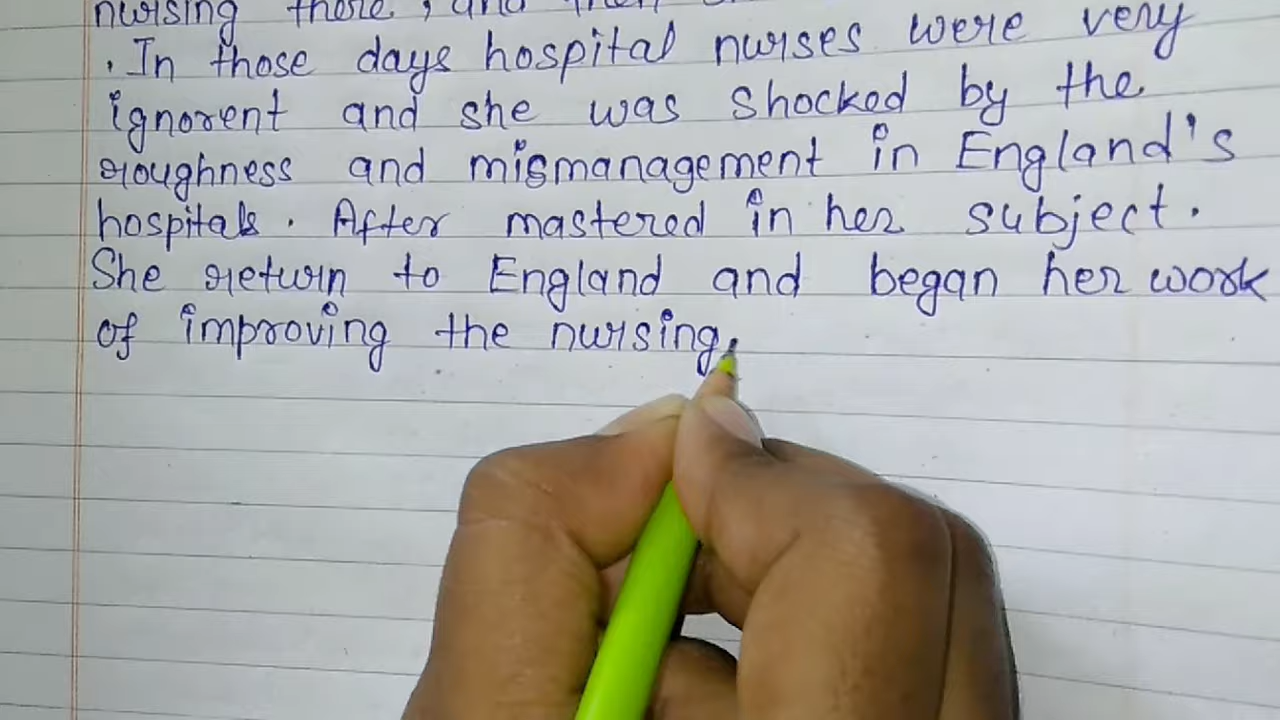 nursing there, and then
. In those days hospital nurses were very
ignorent and she was shocked by the
roughness and mismanagement in England's
hospitals. After mastered in her subject.
She return to England and began her work
of improving the nursing.